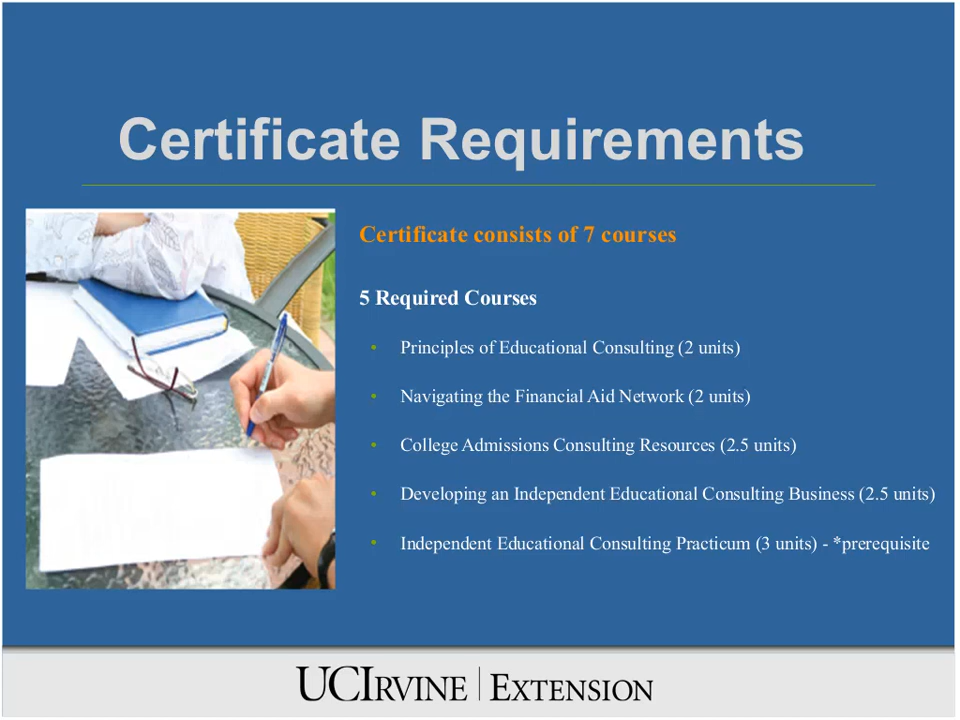 Certificate Requirements
Certificate consists of 7 courses
5 Required Courses
• Principles of Educational Consulting (2 units)
• Navigating the Financial Aid Network (2 units)
• College Admissions Consulting Resources (2.5 units)
• Developing an Independent Educational Consulting Business (2.5 units)
• Independent Educational Consulting Practicum (3 units) - *prerequisite
UCIRVINE | EXTENSION